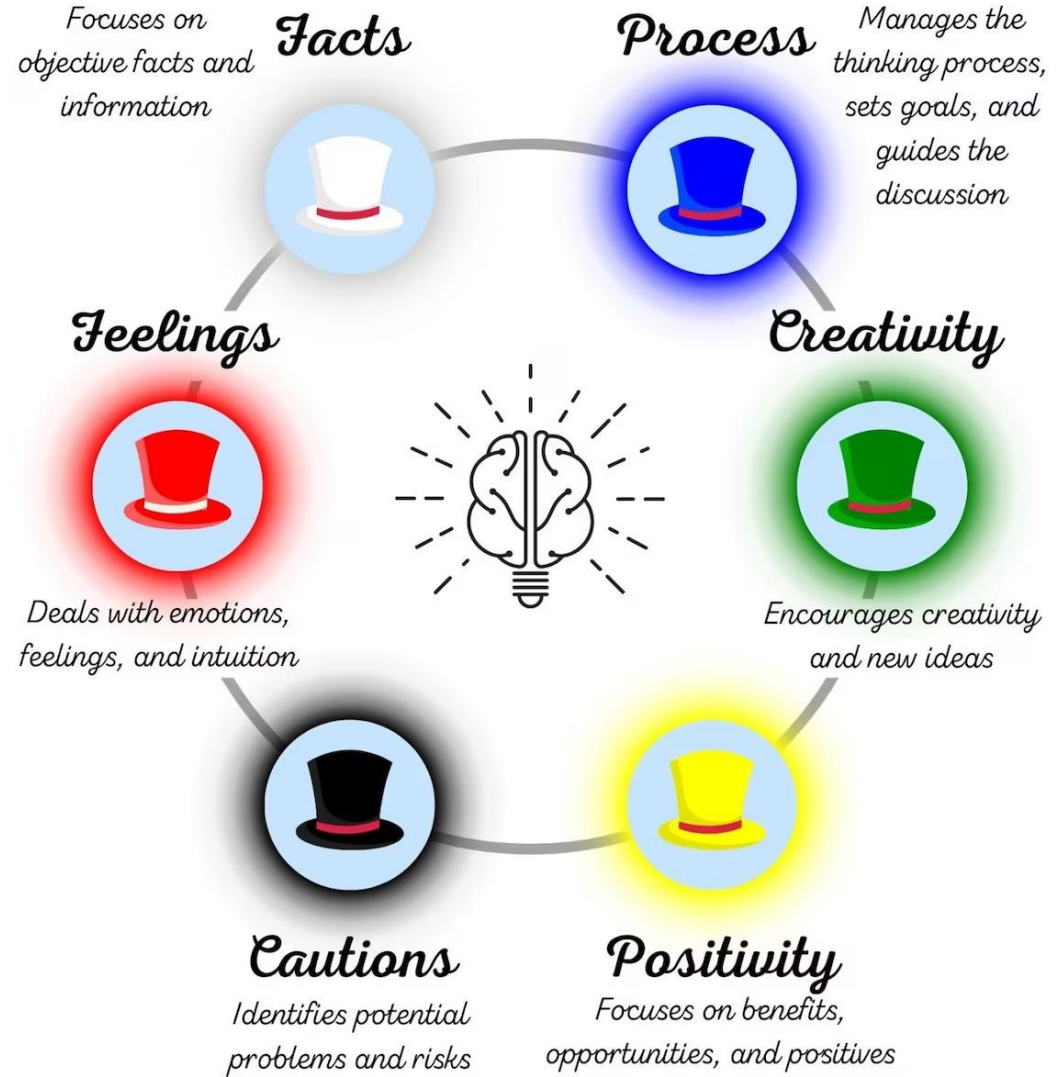 Facts
Focuses on
objective facts and
information
Process
Manages the
thinking process,
sets goals, and
guides the
discussion
Feelings
Deals with emotions,
feelings, and intuition
Creativity
Encourages creativity
and new ideas
Cautions
Identifies potential
problems and risks
Positivity
Focuses on benefits,
opportunities, and positives